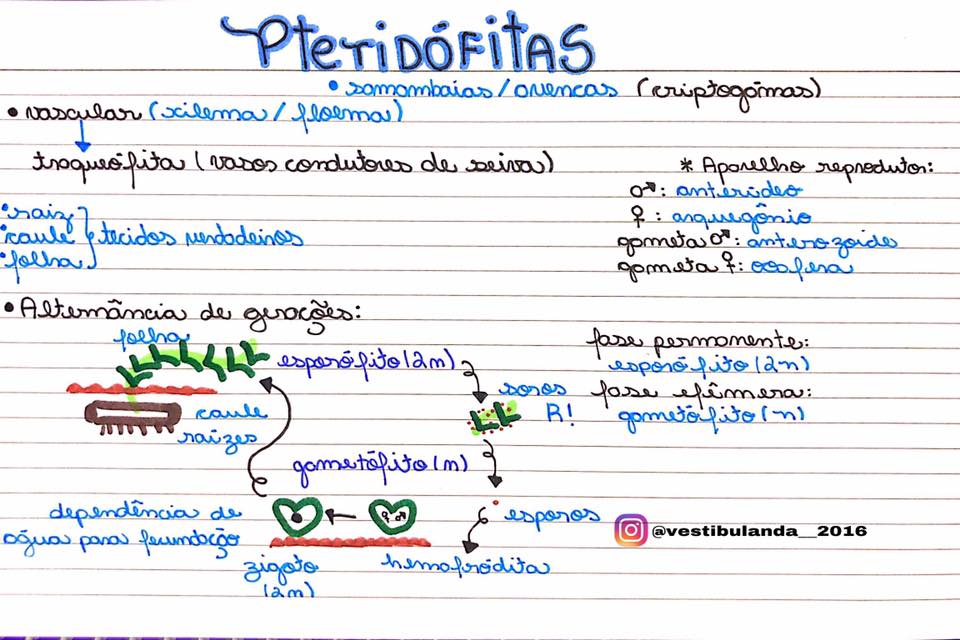 Pteridófitas
• samambaias/avencas (criptógamas)
• vascular (xilema/floema)
traqueófita (vasos condutores de seiva)
* Aparelho reprodutor:
♂: anterídeo
♀: arquegônio
gameta ♂: anterozoide
gameta ♀: oosfera
• raiz
• caule } tecidos verdadeiros
• folha
• Alternância de gerações:
folha
esporófito (2n)
soros
R!
caule
raízes
fase permanente:
esporófito (2n)
fase efêmera:
gametófito (n)
gametófito (n)
esporos
dependência de
água para fecundação
♀ ♂
zigoto
(2n)
hemafrodita
@vestibulanda__2016